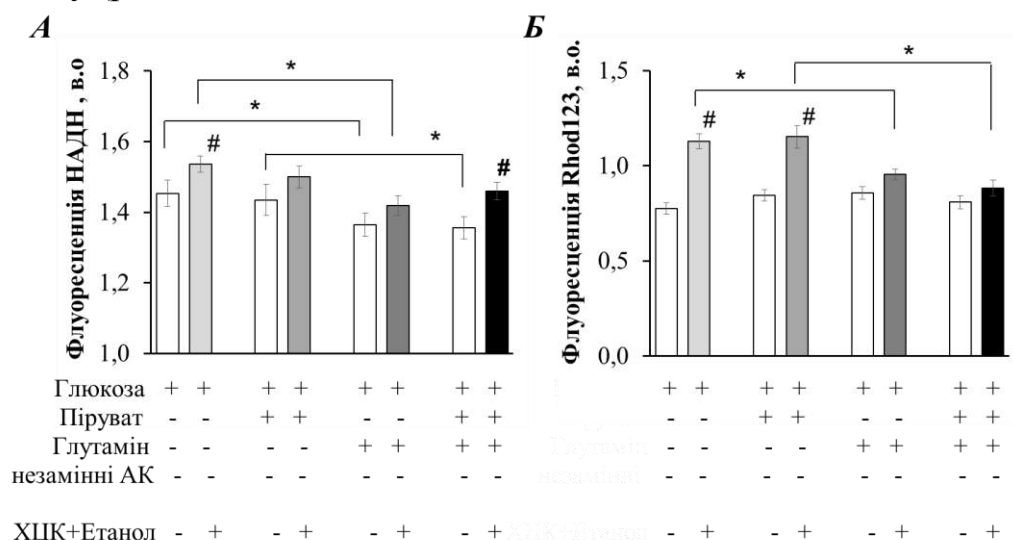 А
Б
Флуоресценція НАДН , в.о
1,8
1,6
1,4
1,2
1,0
*
*
*
#
#
Флуоресценція Rhod123, в.о.
1,5
1,0
0,5
0,0
*
*
#
#
Глюкоза + + + + + + + + + + + + + + + +
Піруват - - + + - - + + - - + + - - + +
Глутамін - - - - + + + + - - - - + + + +
незамінні АК - - - - - - - - - - - - - - - -
ХЦК+Етанол - + - + - + - + - + - + - + - +